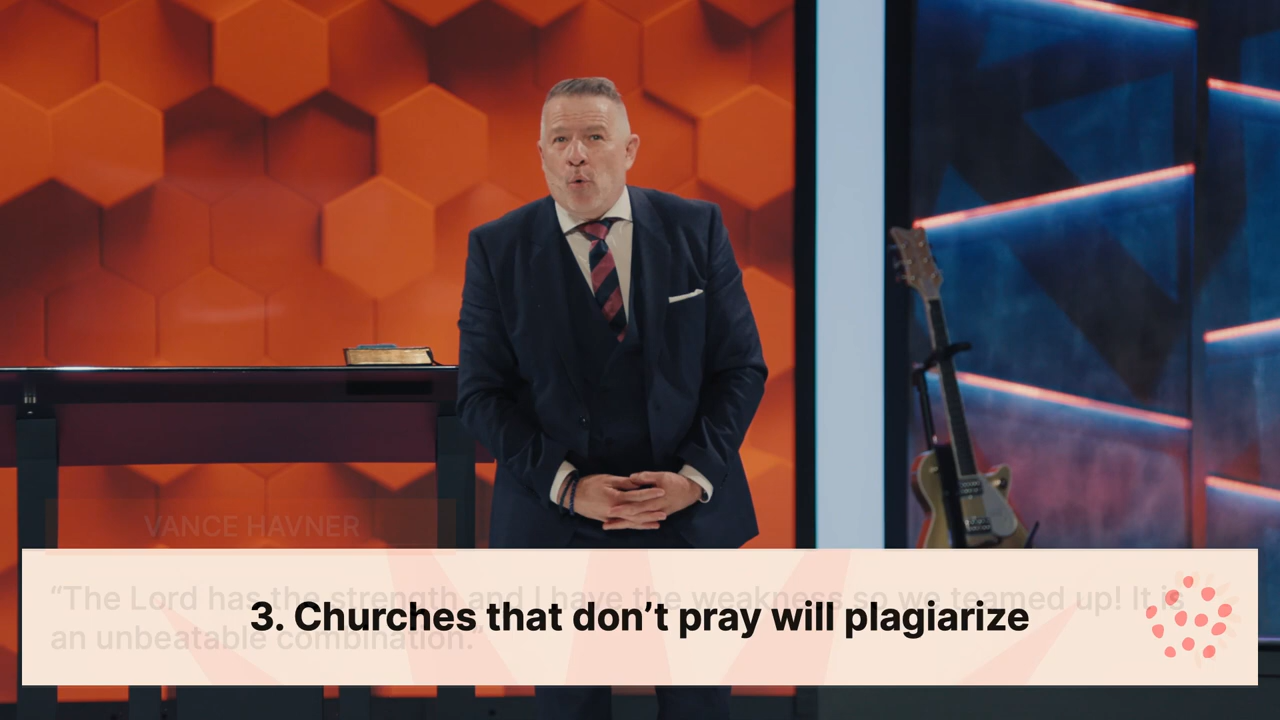 VANCE HAVNER
“The Lord has the strength and I have the weakness so we teamed up! It is
an unbeatable combination.”
3. Churches that don’t pray will plagiarize